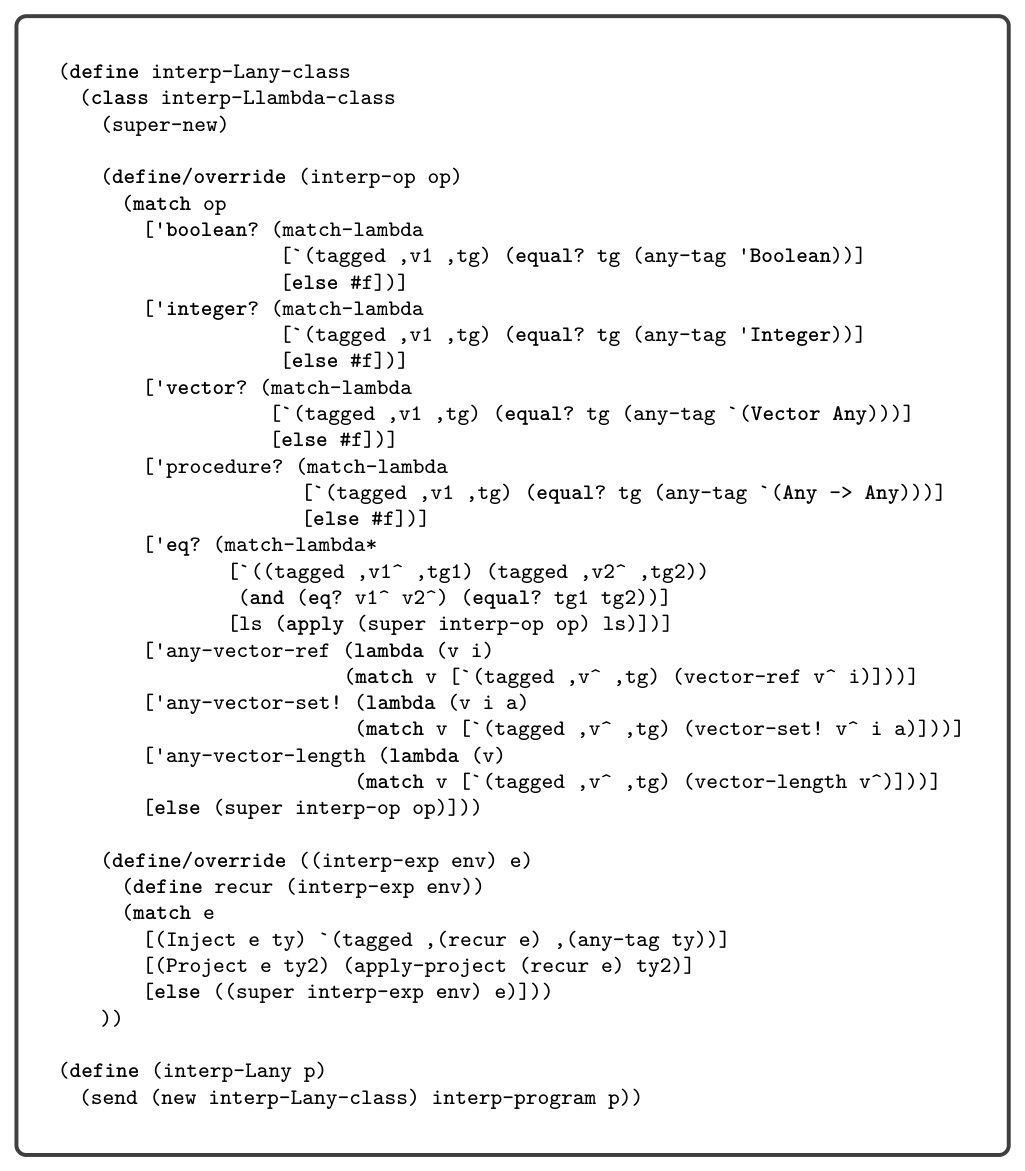 (define interp-Lany-class
  (class interp-Llambda-class
    (super-new)

    (define/override (interp-op op)
      (match op
        ['boolean? (match-lambda
                     [`(tagged ,v1 ,tg) (equal? tg (any-tag 'Boolean))]
                     [else #f])]
        ['integer? (match-lambda
                     [`(tagged ,v1 ,tg) (equal? tg (any-tag 'Integer))]
                     [else #f])]
        ['vector? (match-lambda
                    [`(tagged ,v1 ,tg) (equal? tg (any-tag `(Vector Any)))]
                    [else #f])]
        ['procedure? (match-lambda
                       [`(tagged ,v1 ,tg) (equal? tg (any-tag `(Any -> Any)))]
                       [else #f])]
        ['eq? (match-lambda*
                [`((tagged ,v1^ ,tg1) (tagged ,v2^ ,tg2))
                 (and (eq? v1^ v2^) (equal? tg1 tg2))]
                [ls (apply (super interp-op op) ls)])]
        ['any-vector-ref (lambda (v i)
                           (match v [`(tagged ,v^ ,tg) (vector-ref v^ i)]))]
        ['any-vector-set! (lambda (v i a)
                            (match v [`(tagged ,v^ ,tg) (vector-set! v^ i a)]))]
        ['any-vector-length (lambda (v)
                            (match v [`(tagged ,v^ ,tg) (vector-length v^)]))]
        [else (super interp-op op)]))

    (define/override ((interp-exp env) e)
      (define recur (interp-exp env))
      (match e
        [(Inject e ty) `(tagged ,(recur e) ,(any-tag ty))]
        [(Project e ty2) (apply-project (recur e) ty2)]
        [else ((super interp-exp env) e)]))
    ))

(define (interp-Lany p)
  (send (new interp-Lany-class) interp-program p))